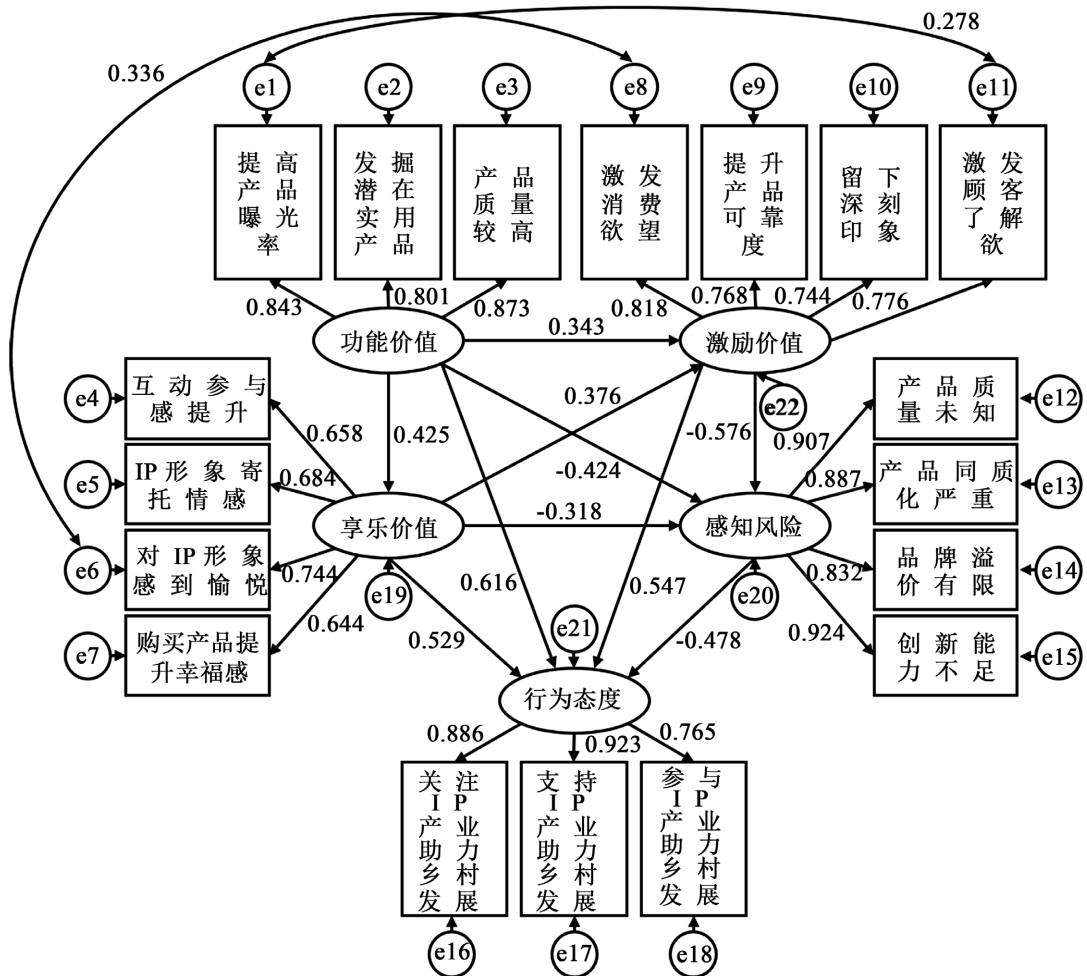 0.278
0.336
e1
e2
e3
e8
e9
e10
e11
提高
产品
曝光
率
发掘
潜在
实用
产品
产品
质量
较高
激发
消费
欲望
提升
产品
可靠
度
留下
深刻
印象
激发
顾客
了解
欲
0.843
0.801
0.873
0.818
0.768
0.744
0.776
功能价值
0.343
激励价值
e4
互动参与
感提升
0.658
0.425
0.376
e22
-0.576
0.907
产品质
量未知
e12
e5
IP形象寄
托情感
0.684
-0.424
0.887
产品同质
化严重
e13
享乐价值
-0.318
感知风险
e6
对IP形象
感到愉悦
0.744
e19
0.616
0.547
e20
0.832
品牌溢
价有限
e14
e7
购买产品提
升幸福感
0.644
0.529
e21
-0.478
0.924
创新能
力不足
e15
行为态度
0.886
0.923
0.765
关注
IP
产业
助力
乡村
发展
支持
IP
产业
助力
乡村
发展
参与
IP
产业
助力
乡村
发展
e16
e17
e18